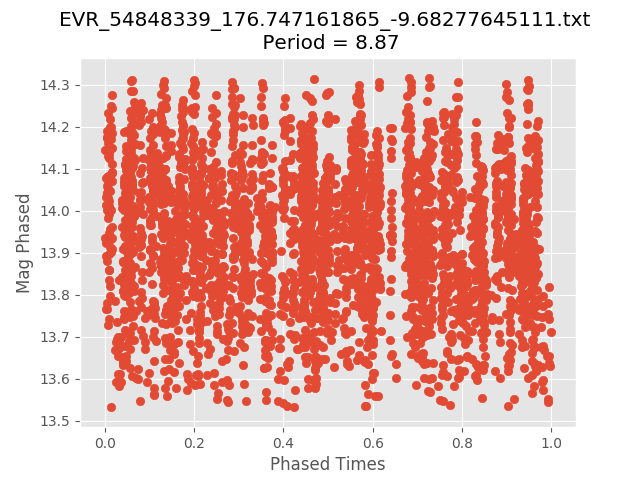 EVR_54848339_176.747161865_-9.68277645111.txt
Period = 8.87
14.3
14.2
14.1
14.0
13.9
13.8
13.7
13.6
13.5
Mag Phased
0.0 0.2 0.4 0.6 0.8 1.0
Phased Times